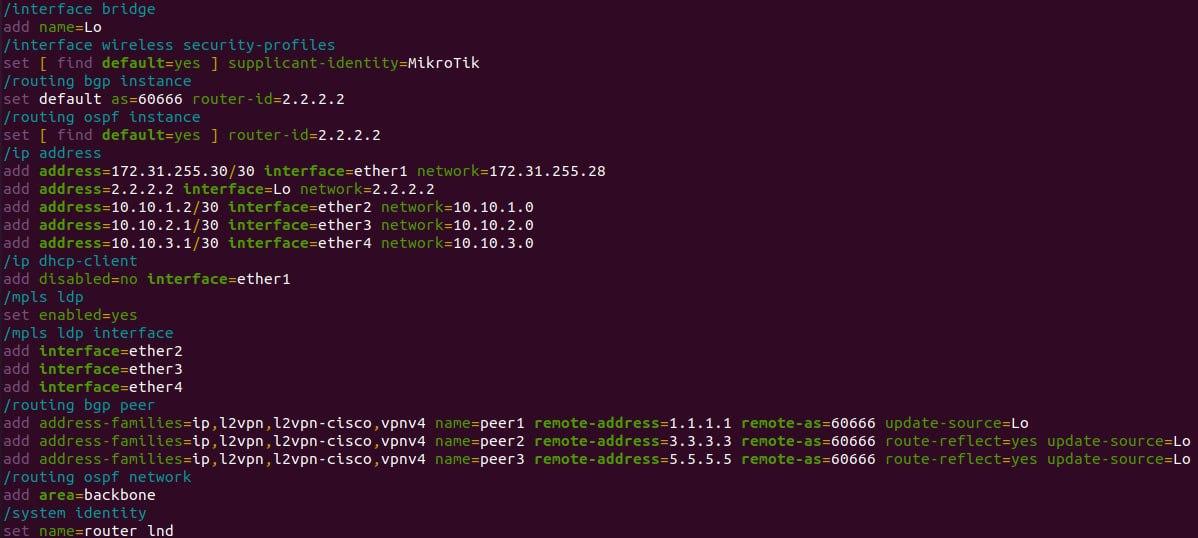 /interface bridge
add name=Lo
/interface wireless security-profiles
set [ find default=yes ] supplicant-identity=MikroTik
/routing bgp instance
set default as=60666 router-id=2.2.2.2
/routing ospf instance
set [ find default=yes ] router-id=2.2.2.2
/ip address
add address=172.31.255.30/30 interface=ether1 network=172.31.255.28
add address=2.2.2.2 interface=Lo network=2.2.2.2
add address=10.10.1.2/30 interface=ether2 network=10.10.1.0
add address=10.10.2.1/30 interface=ether3 network=10.10.2.0
add address=10.10.3.1/30 interface=ether4 network=10.10.3.0
/ip dhcp-client
add disabled=no interface=ether1
/mpls ldp
set enabled=yes
/mpls ldp interface
add interface=ether2
add interface=ether3
add interface=ether4
/routing bgp peer
add address-families=ip,l2vpn,l2vpn-cisco,vpnv4 name=peer1 remote-address=1.1.1.1 remote-as=60666 update-source=Lo
add address-families=ip,l2vpn,l2vpn-cisco,vpnv4 name=peer2 remote-address=3.3.3.3 remote-as=60666 route-reflect=yes update-source=Lo
add address-families=ip,l2vpn,l2vpn-cisco,vpnv4 name=peer3 remote-address=5.5.5.5 remote-as=60666 route-reflect=yes update-source=Lo
/routing ospf network
add area=backbone
/system identity
set name=router lnd